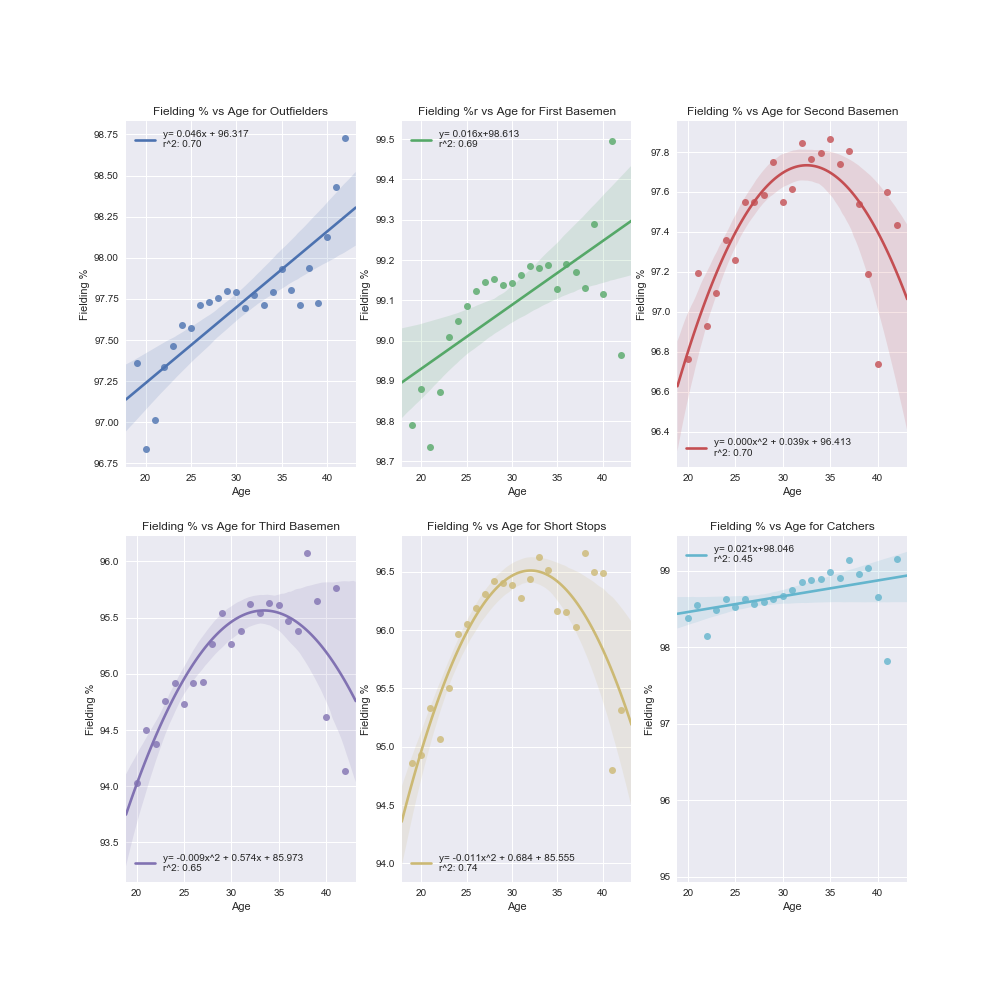 Fielding % vs Age for Outfielders
y= 0.046x + 96.317
r^2: 0.70
98.75
98.50
98.25
98.00
97.75
97.50
97.25
97.00
96.75
Fielding %
20 25 30 35 40
Age
Fielding %r vs Age for First Basemen
y= 0.016x+98.613
r^2: 0.69
99.5
99.4
99.3
99.2
99.1
99.0
98.9
98.8
98.7
Fielding %
20 25 30 35 40
Age
Fielding % vs Age for Second Basemen
97.8
97.6
97.4
97.2
97.0
96.8
96.6
96.4
Fielding %
y= 0.000x^2 + 0.039x + 96.413
r^2: 0.70
20 25 30 35 40
Age
Fielding % vs Age for Third Basemen
96.0
95.5
95.0
94.5
94.0
93.5
Fielding %
y= -0.009x^2 + 0.574x + 85.973
r^2: 0.65
20 25 30 35 40
Age
Fielding % vs Age for Short Stops
96.5
96.0
95.5
95.0
94.5
94.0
Fielding %
y= -0.011x^2 + 0.684 + 85.555
r^2: 0.74
20 25 30 35 40
Age
Fielding % vs Age for Catchers
y= 0.021x+98.046
r^2: 0.45
99
98
97
96
95
Fielding %
20 25 30 35 40
Age